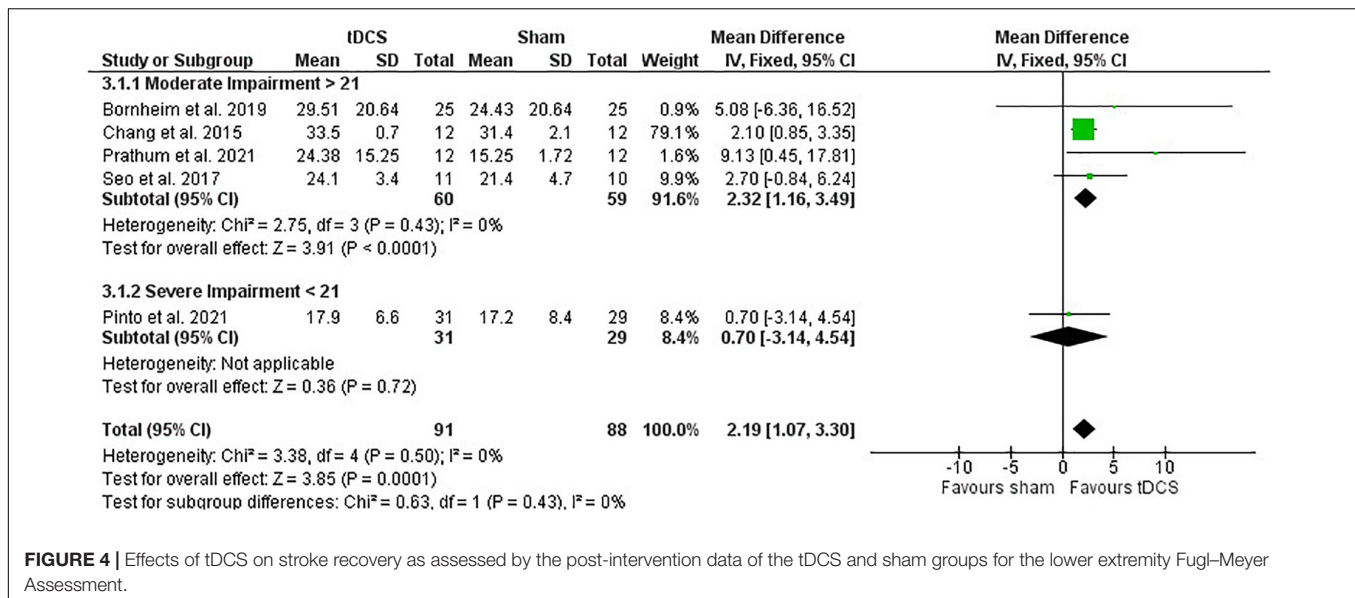 tDCS Sham Mean Difference Mean Difference
Study or Subgroup Mean SD Total Mean SD Total Weight IV, Fixed, 95% CI IV, Fixed, 95% CI
3.1.1 Moderate Impairment > 21
Bornheim et al. 2019 29.51 20.64 25 24.43 20.64 25 0.9% 5.08 [-6.36, 16.52]
Chang et al. 2015 33.5 0.7 12 31.4 2.1 12 79.1% 2.10 [0.85, 3.35]
Prathum et al. 2021 24.38 15.25 12 15.25 1.72 12 1.6% 9.13 [0.45, 17.81]
Seo et al. 2017 24.1 3.4 11 21.4 4.7 10 9.9% 2.70 [-0.84, 6.24]
Subtotal (95% CI) 60 59 91.6% 2.32 [1.16, 3.49]
Heterogeneity: Chi² = 2.75, df = 3 (P = 0.43); I² = 0%
Test for overall effect: Z = 3.91 (P < 0.0001)
3.1.2 Severe Impairment < 21
Pinto et al. 2021 17.9 6.6 31 17.2 8.4 29 8.4% 0.70 [-3.14, 4.54]
Subtotal (95% CI) 31 29 8.4% 0.70 [-3.14, 4.54]
Heterogeneity: Not applicable
Test for overall effect: Z = 0.36 (P = 0.72)
Total (95% CI) 91 88 100.0% 2.19 [1.07, 3.30]
Heterogeneity: Chi² = 3.38, df = 4 (P = 0.50); I² = 0%
Test for overall effect: Z = 3.85 (P = 0.0001)
Test for subgroup differences: Chi² = 0.63, df = 1 (P = 0.43), I² = 0%
-10 -5 0 5 10
Favours sham Favours tDCS
FIGURE 4 | Effects of tDCS on stroke recovery as assessed by the post-intervention data of the tDCS and sham groups for the lower extremity Fugl–Meyer
Assessment.